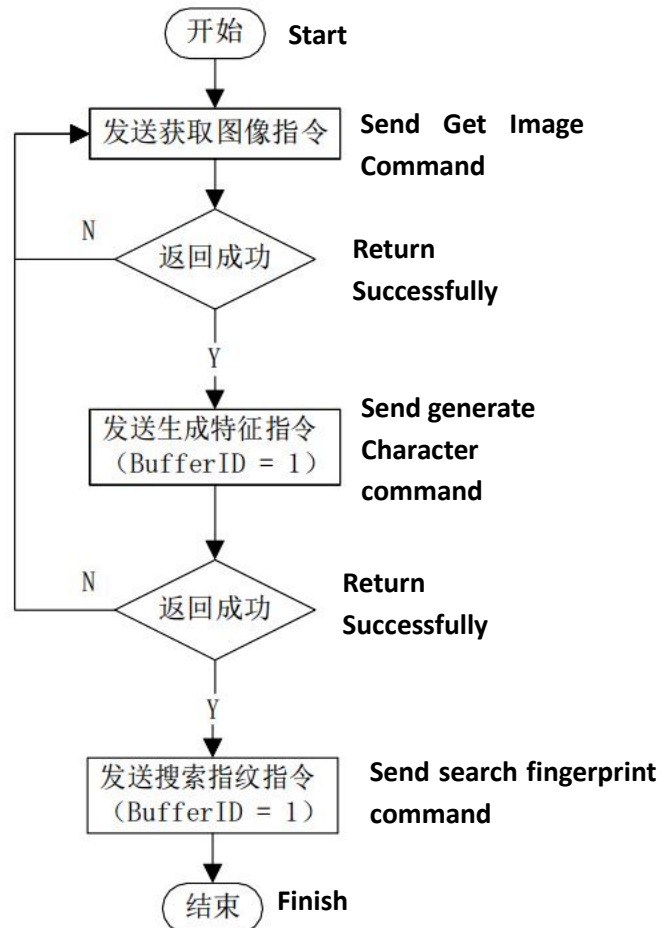 开始
Start
发送获取图像指令
Send Get Image
Command
N
返回成功
Return
Successfully
Y
发送生成特征指令
(BufferID = 1)
Send generate
Character
command
N
返回成功
Return
Successfully
Y
发送搜索指纹指令
(BufferID = 1)
Send search fingerprint
command
结束
Finish